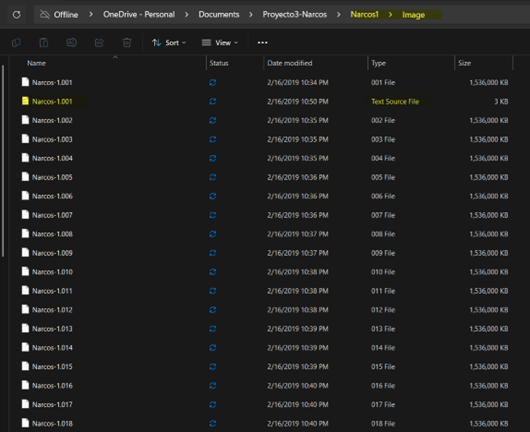 Offline > OneDrive - Personal > Documents > Proyecto3-Narcos > Narcos1 > Image
Sort View
Name Status Date modified Type Size
Narcos-1.001 2/16/2019 10:34 PM 001 File 1,536,000 KB
Narcos-1.001 2/16/2019 10:50 PM Text Source File 3 KB
Narcos-1.002 2/16/2019 10:35 PM 002 File 1,536,000 KB
Narcos-1.003 2/16/2019 10:35 PM 003 File 1,536,000 KB
Narcos-1.004 2/16/2019 10:35 PM 004 File 1,536,000 KB
Narcos-1.005 2/16/2019 10:36 PM 005 File 1,536,000 KB
Narcos-1.006 2/16/2019 10:36 PM 006 File 1,536,000 KB
Narcos-1.007 2/16/2019 10:36 PM 007 File 1,536,000 KB
Narcos-1.008 2/16/2019 10:37 PM 008 File 1,536,000 KB
Narcos-1.009 2/16/2019 10:37 PM 009 File 1,536,000 KB
Narcos-1.010 2/16/2019 10:38 PM 010 File 1,536,000 KB
Narcos-1.011 2/16/2019 10:38 PM 011 File 1,536,000 KB
Narcos-1.012 2/16/2019 10:38 PM 012 File 1,536,000 KB
Narcos-1.013 2/16/2019 10:39 PM 013 File 1,536,000 KB
Narcos-1.014 2/16/2019 10:39 PM 014 File 1,536,000 KB
Narcos-1.015 2/16/2019 10:39 PM 015 File 1,536,000 KB
Narcos-1.016 2/16/2019 10:40 PM 016 File 1,536,000 KB
Narcos-1.017 2/16/2019 10:40 PM 017 File 1,536,000 KB
Narcos-1.018 2/16/2019 10:40 PM 018 File 1,536,000 KB